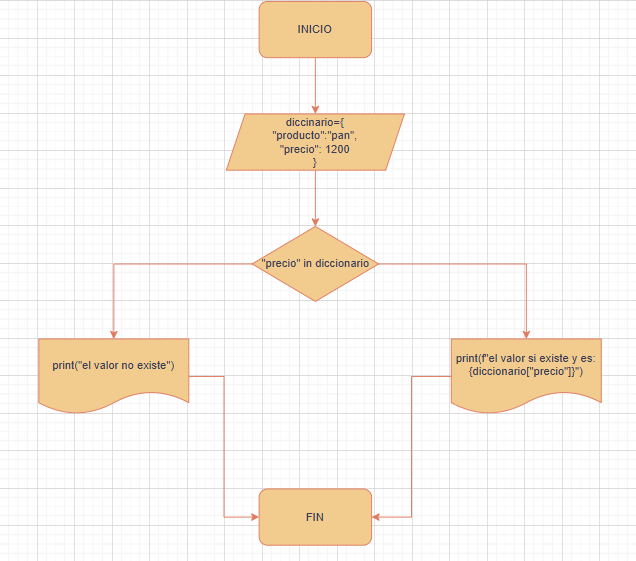 INICIO
diccinario={
"producto":"pan",
"precio": 1200
}
"precio" in diccionario
print("el valor no existe")
print(f"el valor si existe y es:
{diccionario["precio"]}")
FIN